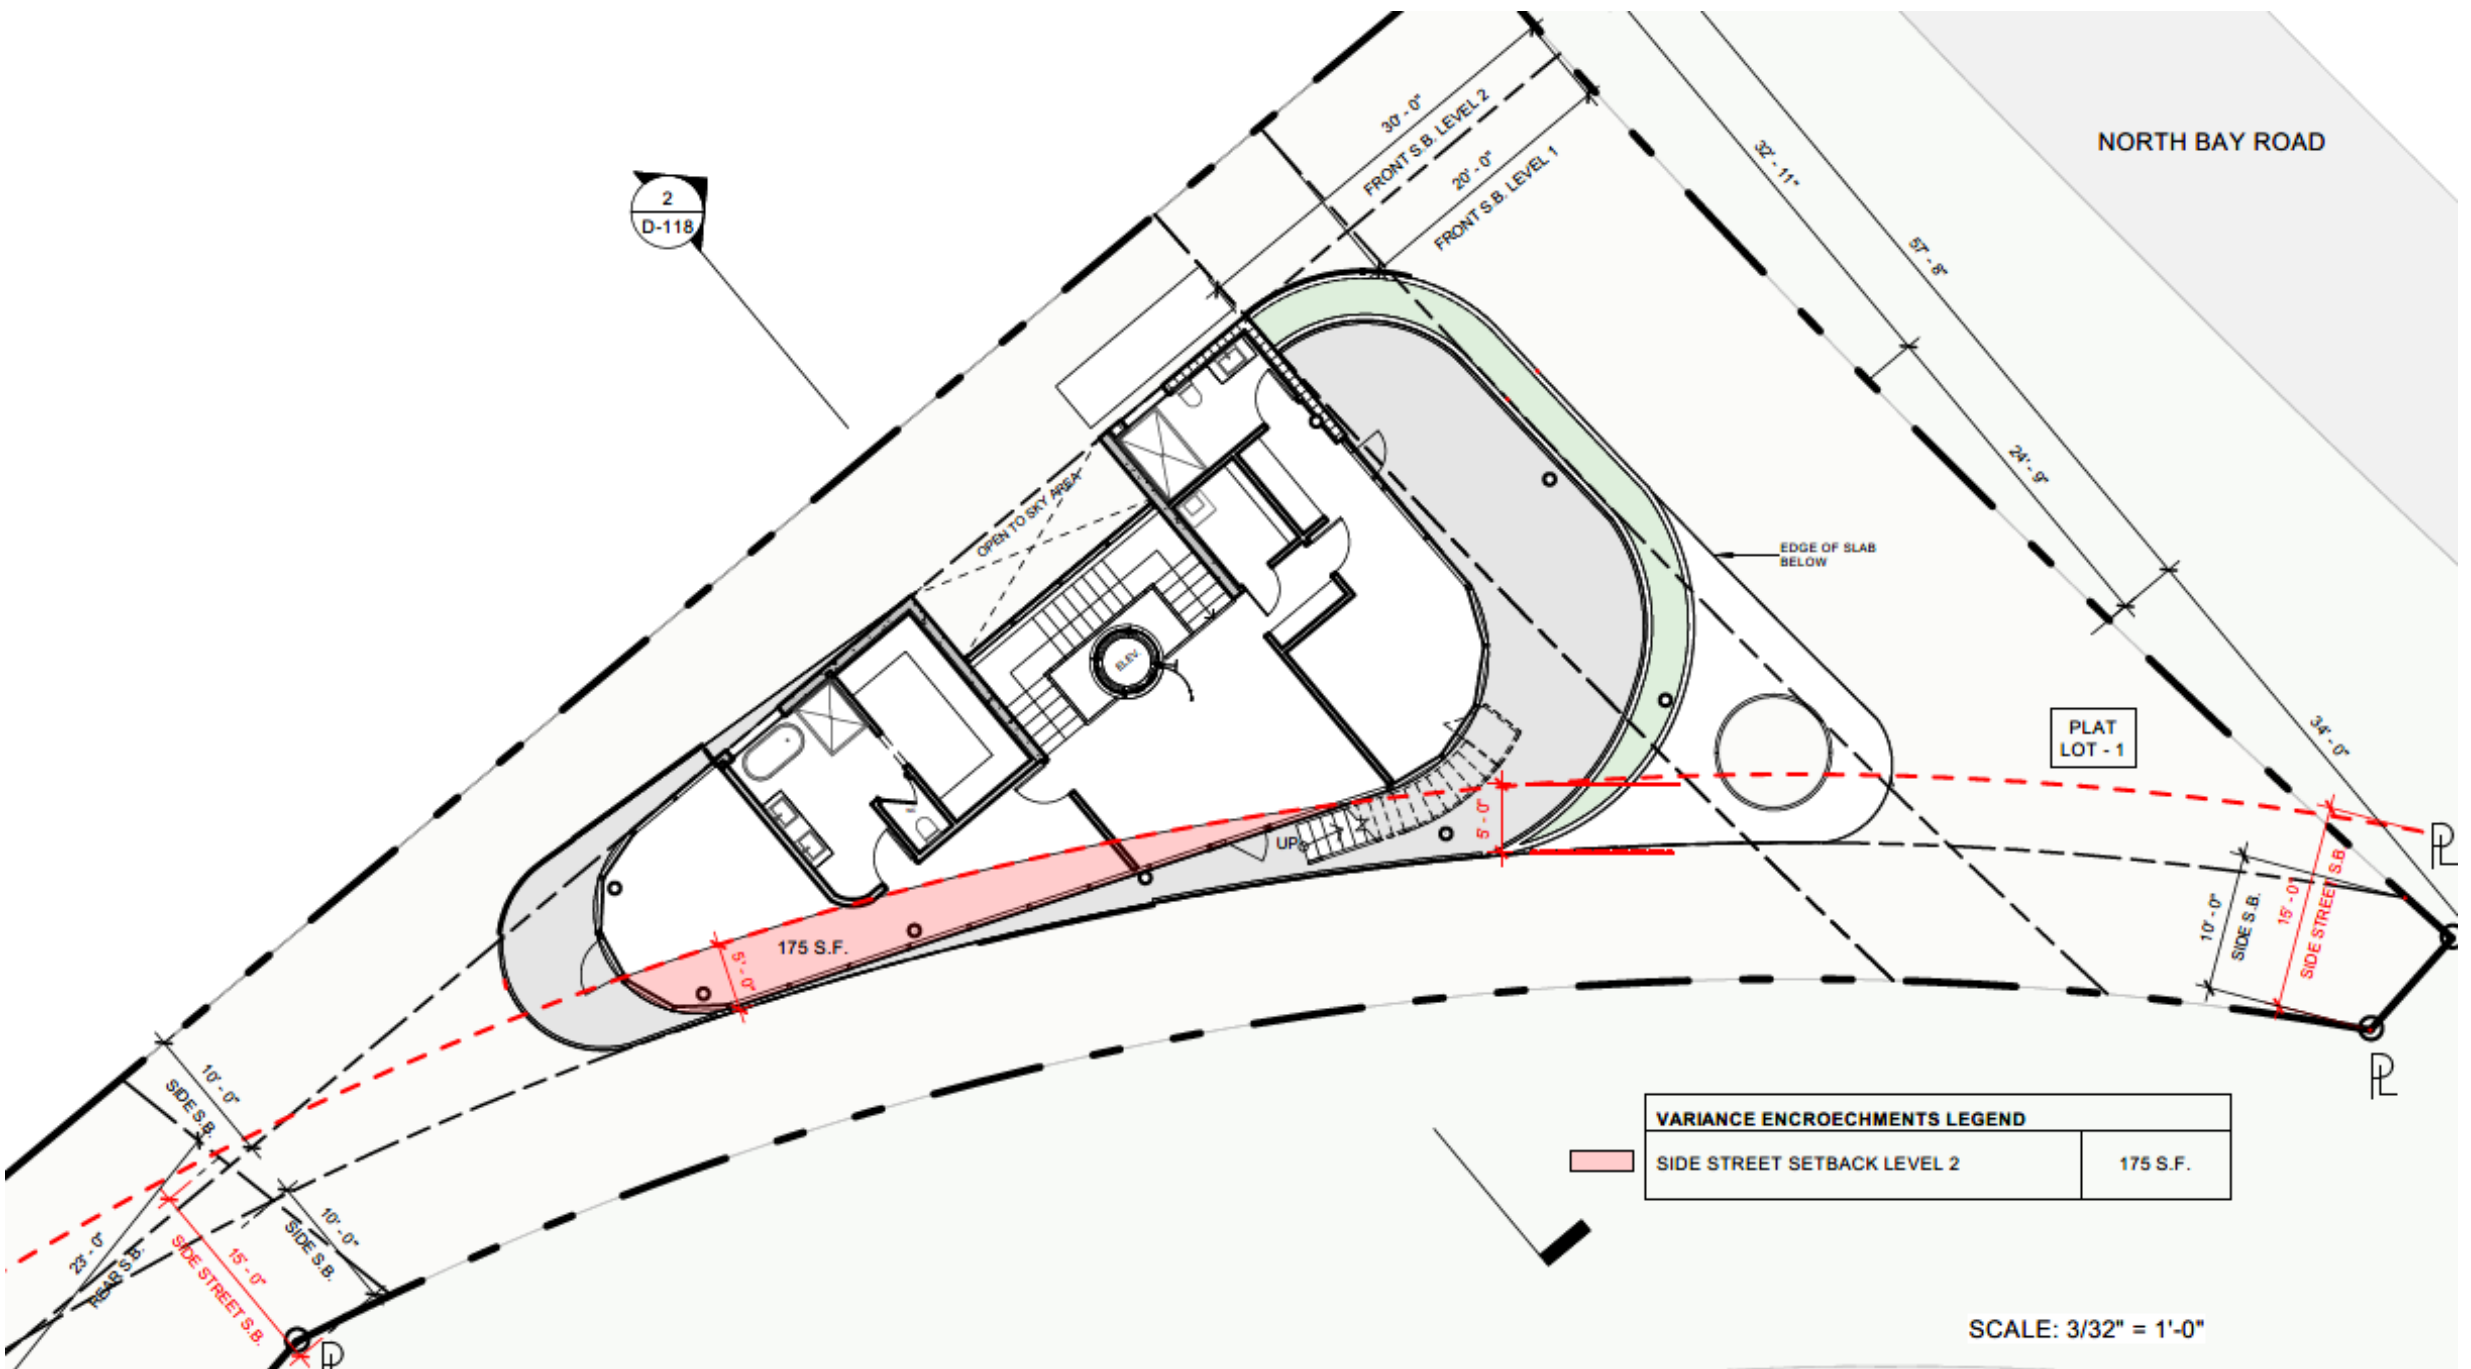 NORTH BAY ROAD
30' - 0"
FRONT S.B. LEVEL 2
20' - 0"
FRONT S.B. LEVEL 1
32' - 11"
57' - 8"
24' - 9"
34' - 0"
2
D-118
OPEN TO SKY AREA
EDGE OF SLAB
BELOW
ELEV.
PLAT
LOT - 1
5' - 0"
UP
175 S.F.
5' - 0"
10' - 0"
SIDE S.B.
15' - 0"
SIDE STREET S.B.
PL
PL
10' - 0"
SIDE S.B.
10' - 0"
SIDE S.B.
23' - 0"
REAR S.B.
15' - 0"
SIDE STREET S.B.
PL
VARIANCE ENCROECHMENTS LEGEND
SIDE STREET SETBACK LEVEL 2
175 S.F.
SCALE: 3/32" = 1'-0"